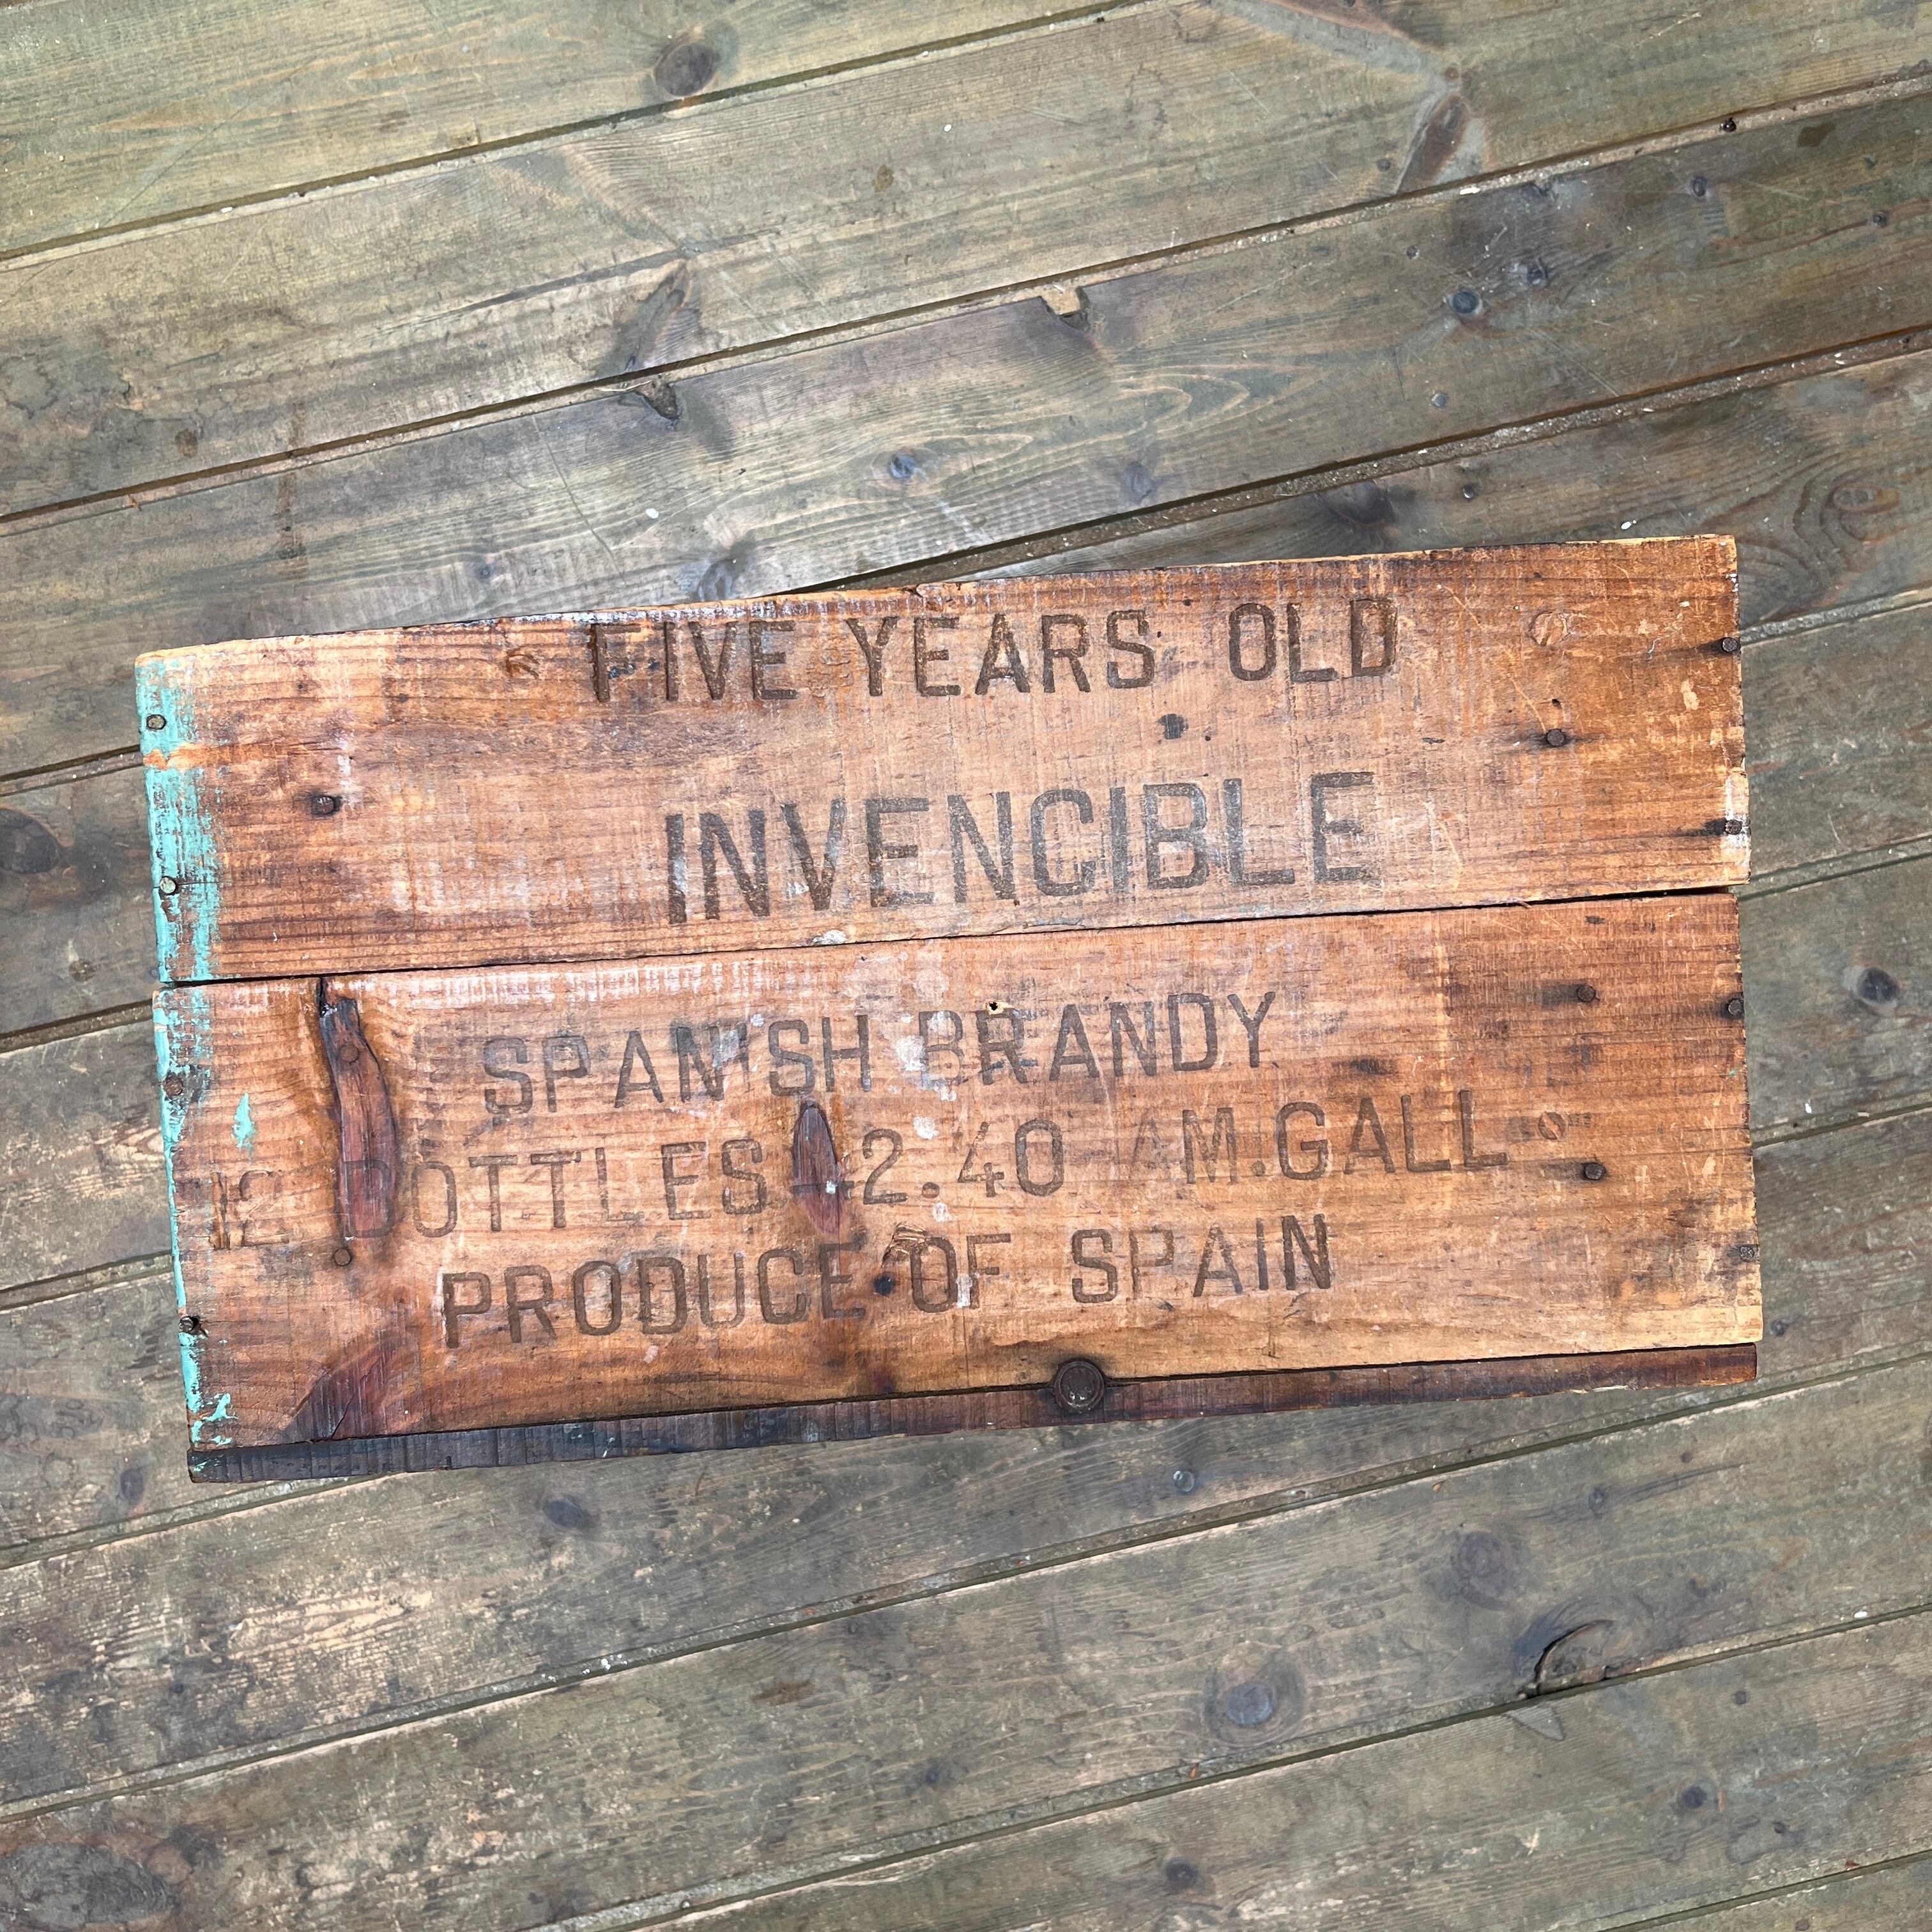 FIVE YEARS OLD
INVENCIBLE
SPANISH BRANDY
12 BOTTLES - 2.40 AM.GALL
PRODUCE OF SPAIN